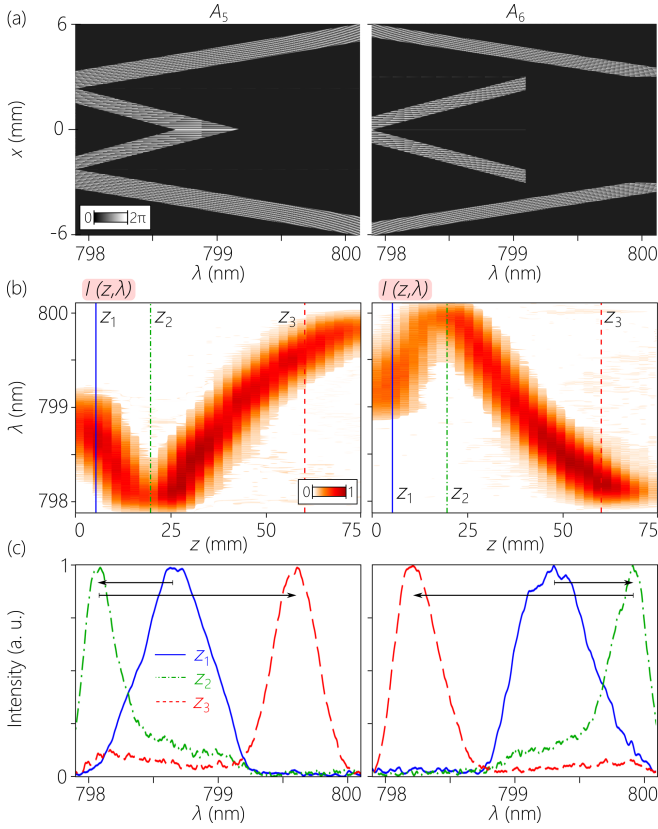 (a) A₅ A₆
6
x (mm)
0
0 2π
-6
798 799 800 798 799 800
λ (nm) λ (nm)
(b) I (z,λ) I (z,λ)
800
z₁ z₂ z₃ z₃
λ (nm)
799
0 1
z₁ z₂
798
0 25 50 75 0 25 50 75
z (mm) z (mm)
(c)
1
Intensity (a. u.)
z₁
z₂
z₃
0
798 799 800 798 799 800
λ (nm) λ (nm)